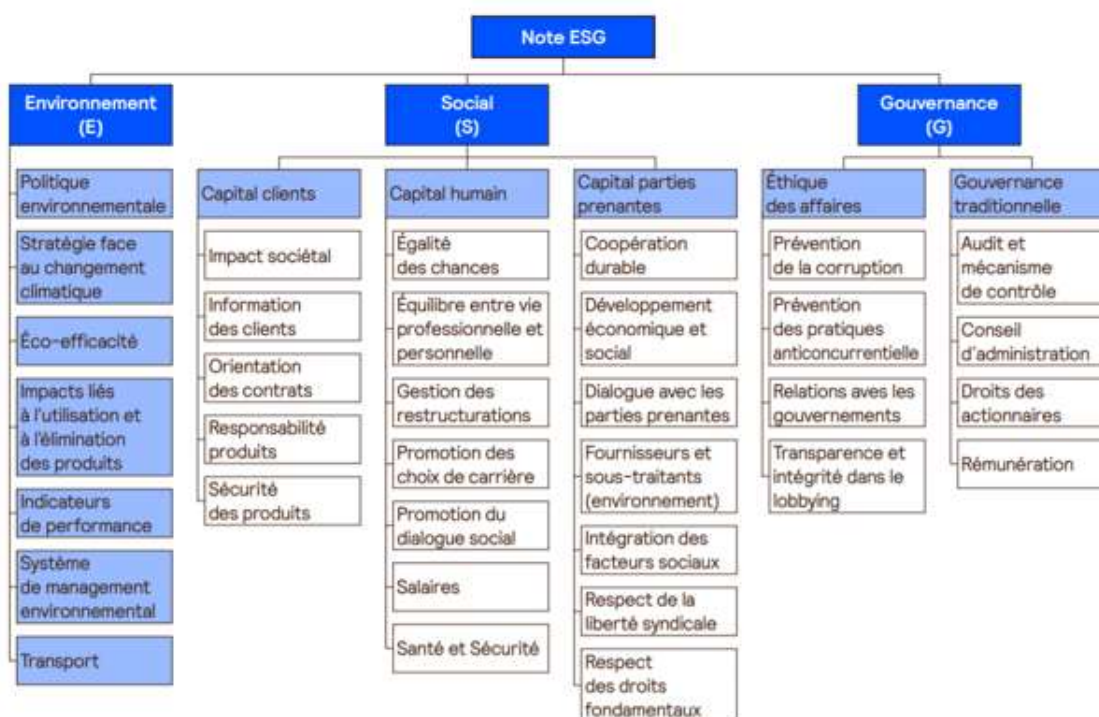 Note ESG
Environnement
(E)
Politique
environnementale
Stratégie face
au changement
climatique
Éco-efficacité
Impacts liés
à l'utilisation et
à l'élimination
des produits
Indicateurs
de performance
Système
de management
environnemental
Transport
Social
(S)
Capital clients
Impact sociétal
Information
des clients
Orientation
des contrats
Responsabilité
produits
Sécurité
des produits
Capital humain
Égalité
des chances
Équilibre entre vie
professionnelle et
personnelle
Gestion des
restructurations
Promotion des
choix de carrière
Promotion du
dialogue social
Salaires
Santé et Sécurité
Capital parties
prenantes
Coopération
durable
Développement
économique et
social
Dialogue avec les
parties prenantes
Fournisseurs et
sous-traitants
(environnement)
Intégration des
facteurs sociaux
Respect de la
liberté syndicale
Respect
des droits
fondamentaux
Gouvernance
(G)
Éthique
des affaires
Prévention
de la corruption
Prévention
des pratiques
anticoncurrentielle
Relations aves les
gouvernements
Transparence et
intégrité dans le
lobbying
Gouvernance
traditionnelle
Audit et
mécanisme
de contrôle
Conseil
d'administration
Droits des
actionnaires
Rémunération